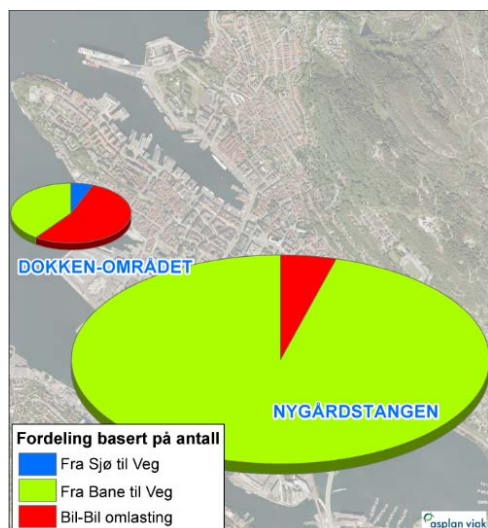 DOKKEN-OMRÅDET
NYGÅRDSTANGEN
Fordeling basert på antall
Fra Sjø til Veg
Fra Bane til Veg
Bil-Bil omlasting
asplan viak